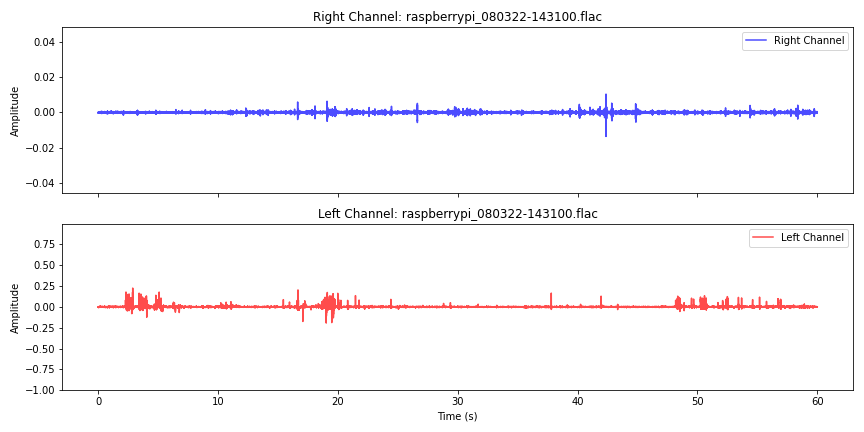 Right Channel: raspberrypi_080322-143100.flac
Right Channel
0.04
0.02
0.00
−0.02
−0.04
Amplitude
Left Channel: raspberrypi_080322-143100.flac
Left Channel
0.75
0.50
0.25
0.00
−0.25
−0.50
−0.75
−1.00
Amplitude
0 10 20 30 40 50 60
Time (s)